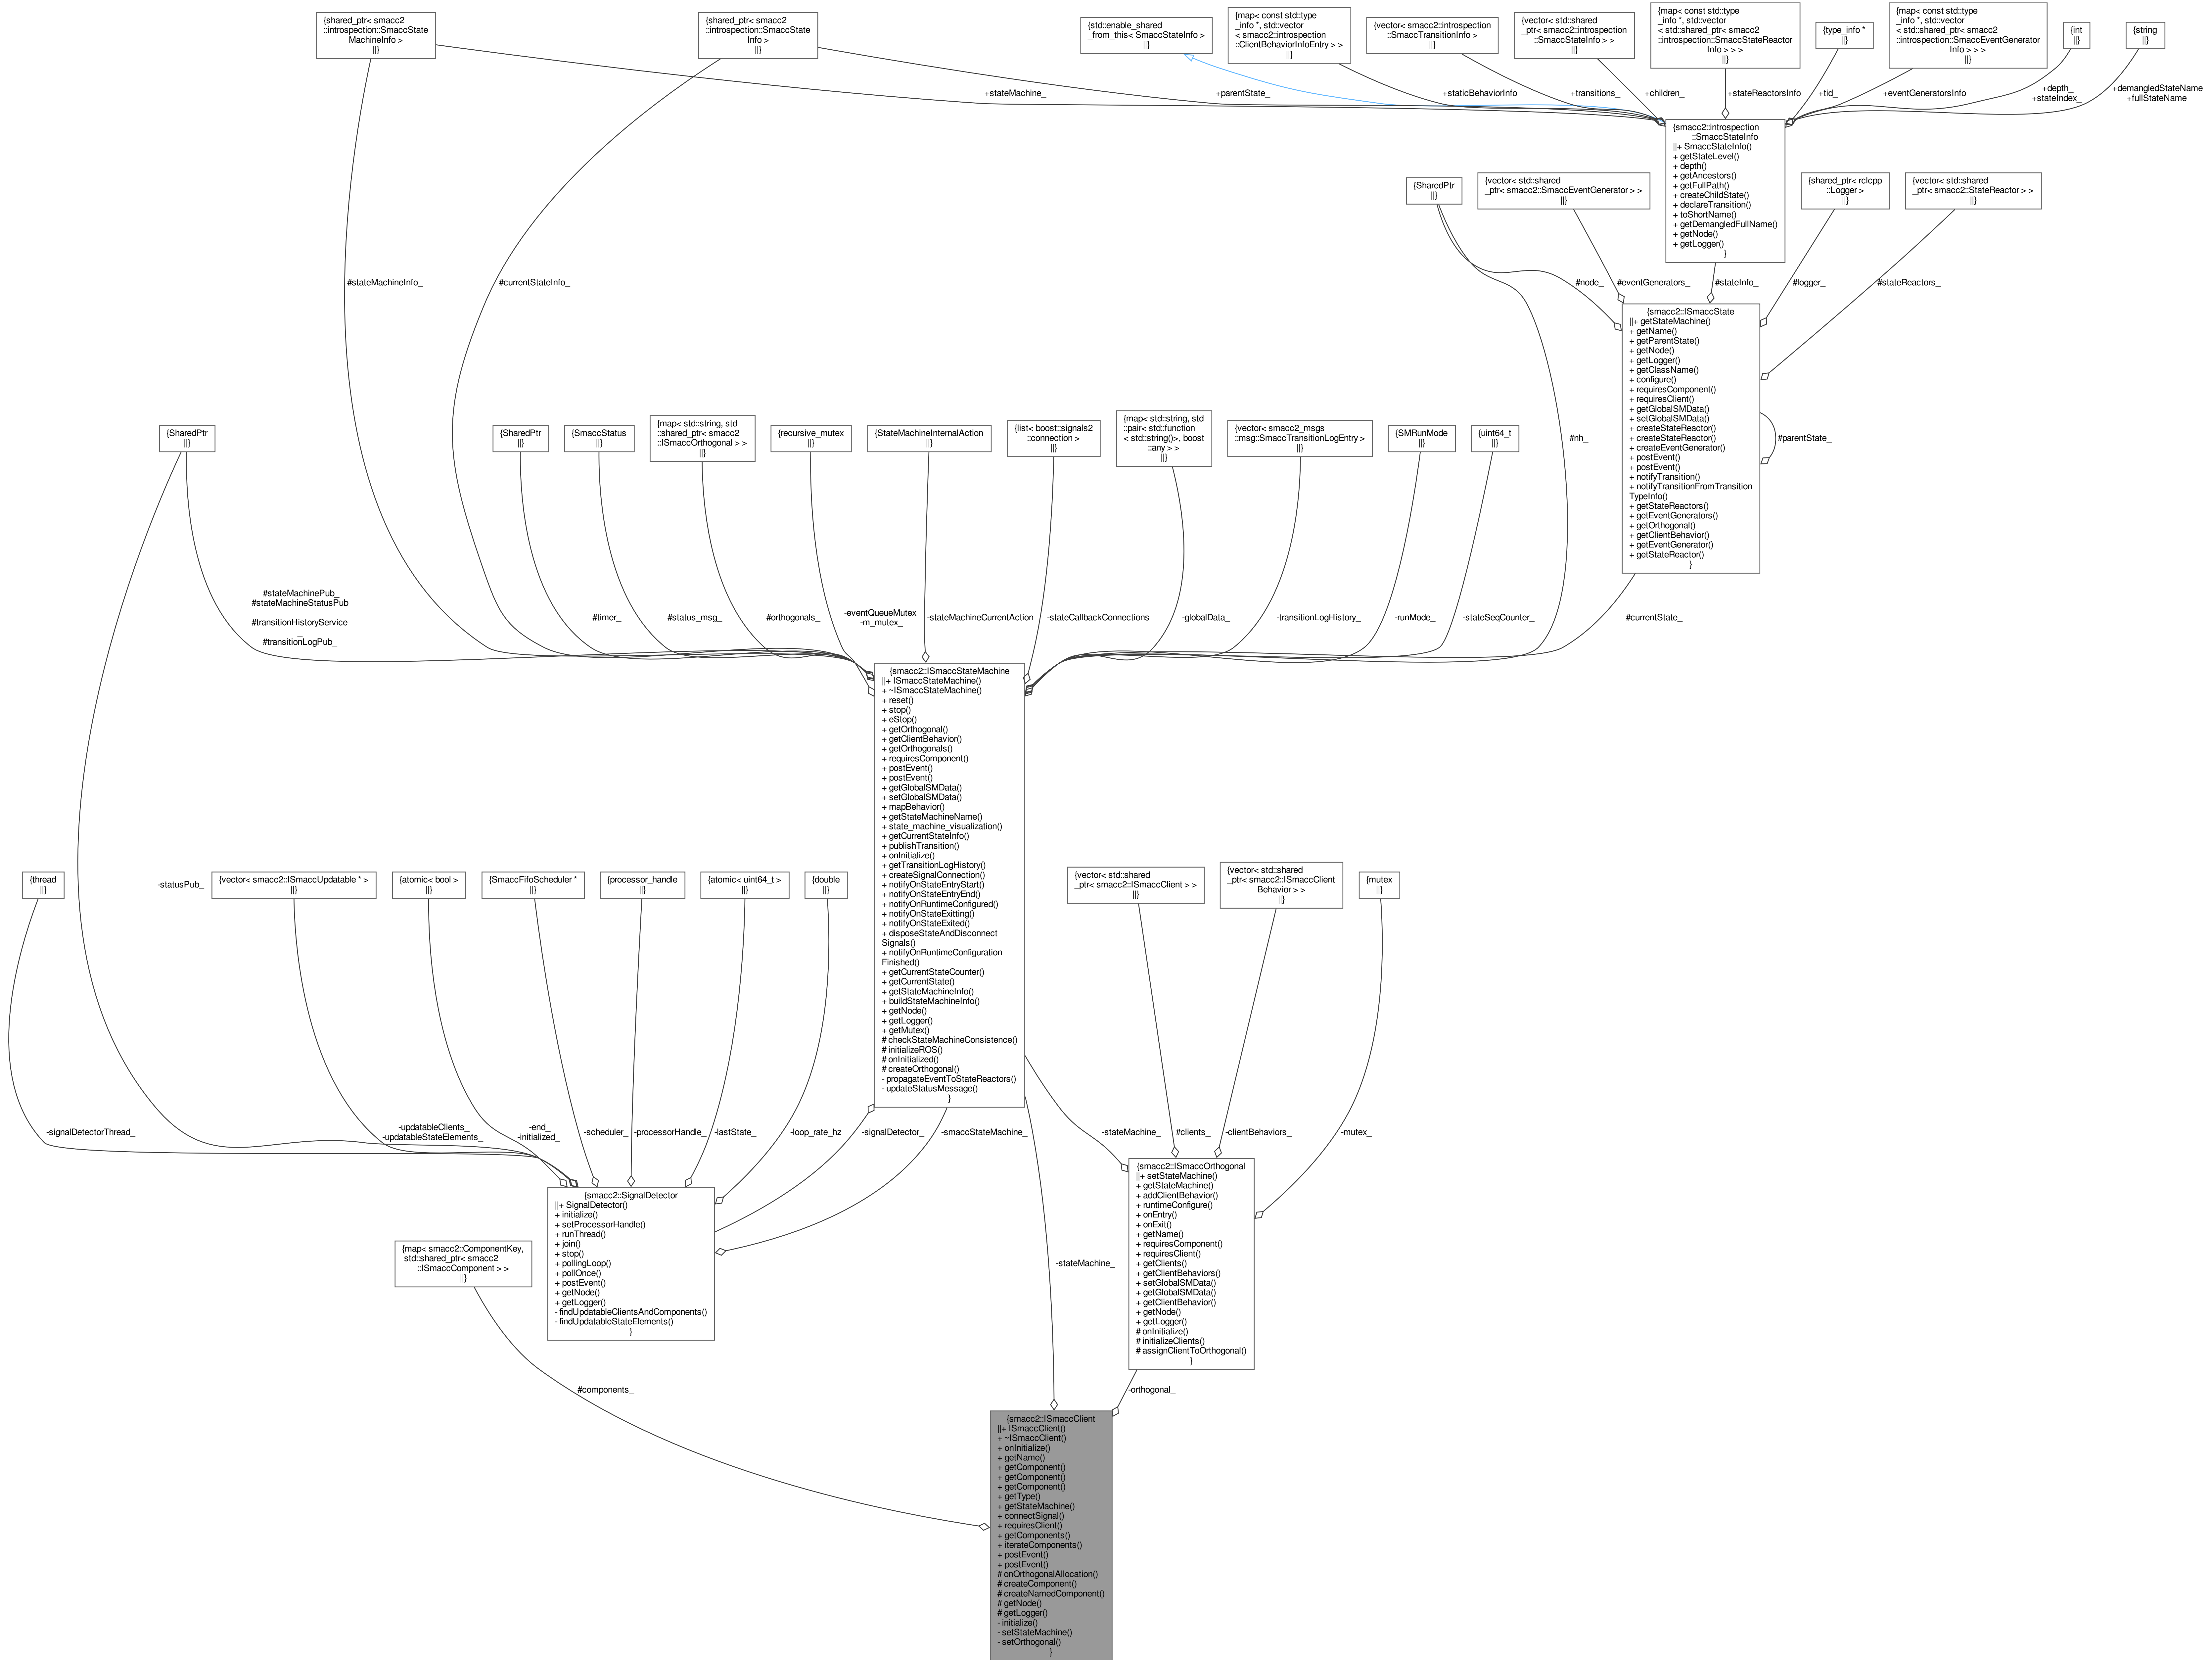 {shared_ptr< smacc2
::introspection::SmaccState
MachineInfo >
||}
{shared_ptr< smacc2
::introspection::SmaccState
Info >
||}
{std::enable_shared
_from_this< SmaccStateInfo >
||}
{map< const std::type
_info *, std::vector
< smacc2::introspection
::ClientBehaviorInfoEntry > >
||}
{vector< smacc2::introspection
::SmaccTransitionInfo >
||}
{vector< std::shared
_ptr< smacc2::introspection
::SmaccStateInfo > >
||}
{map< const std::type
_info *, std::vector
< std::shared_ptr< smacc2
::introspection::SmaccStateReactor
Info > > >
||}
{type_info *
||}
{map< const std::type
_info *, std::vector
< std::shared_ptr< smacc2
::introspection::SmaccEventGenerator
Info > > >
||}
{int
||}
{string
||}
+stateMachine_
+parentState_
+staticBehaviorInfo
+transitions_
+children_
+stateReactorsInfo
+tid_
+eventGeneratorsInfo
+depth_
+stateIndex_
+demangledStateName
+fullStateName
{smacc2::introspection
::SmaccStateInfo
||+ SmaccStateInfo()
+ getStateLevel()
+ depth()
+ getAncestors()
+ getFullPath()
+ createChildState()
+ declareTransition()
+ toShortName()
+ getDemangledFullName()
+ getNode()
+ getLogger()
}
{SharedPtr
||}
{vector< std::shared
_ptr< smacc2::SmaccEventGenerator > >
||}
{shared_ptr< rclcpp
::Logger >
||}
{vector< std::shared
_ptr< smacc2::StateReactor > >
||}
#stateMachineInfo_
#currentStateInfo_
#node_
#eventGenerators_
#stateInfo_
#logger_
#stateReactors_
{smacc2::ISmaccState
||+ getStateMachine()
+ getName()
+ getParentState()
+ getNode()
+ getLogger()
+ getClassName()
+ configure()
+ requiresComponent()
+ requiresClient()
+ getGlobalSMData()
+ setGlobalSMData()
+ createStateReactor()
+ createStateReactor()
+ createEventGenerator()
+ postEvent()
+ postEvent()
+ notifyTransition()
+ notifyTransitionFromTransition
TypeInfo()
+ getStateReactors()
+ getEventGenerators()
+ getOrthogonal()
+ getClientBehavior()
+ getEventGenerator()
+ getStateReactor()
}
#parentState_
{SharedPtr
||}
{SharedPtr
||}
{SmaccStatus
||}
{map< std::string, std
::shared_ptr< smacc2
::ISmaccOrthogonal > >
||}
{recursive_mutex
||}
{StateMachineInternalAction
||}
{list< boost::signals2
::connection >
||}
{map< std::string, std
::pair< std::function
< std::string()>, boost
::any > >
||}
{vector< smacc2_msgs
::msg::SmaccTransitionLogEntry >
||}
{SMRunMode
||}
{uint64_t
||}
#nh_
#stateMachinePub_
#stateMachineStatusPub
_
#transitionHistoryService
_
#transitionLogPub_
#timer_
#status_msg_
#orthogonals_
-eventQueueMutex_
-m_mutex_
-stateMachineCurrentAction
-stateCallbackConnections
-globalData_
-transitionLogHistory_
-runMode_
-stateSeqCounter_
#currentState_
{smacc2::ISmaccStateMachine
||+ ISmaccStateMachine()
+ ~ISmaccStateMachine()
+ reset()
+ stop()
+ eStop()
+ getOrthogonal()
+ getClientBehavior()
+ getOrthogonals()
+ requiresComponent()
+ postEvent()
+ postEvent()
+ getGlobalSMData()
+ setGlobalSMData()
+ mapBehavior()
+ getStateMachineName()
+ state_machine_visualization()
+ getCurrentStateInfo()
+ publishTransition()
+ onInitialize()
+ getTransitionLogHistory()
+ createSignalConnection()
+ notifyOnStateEntryStart()
+ notifyOnStateEntryEnd()
+ notifyOnRuntimeConfigured()
+ notifyOnStateExitting()
+ notifyOnStateExited()
+ disposeStateAndDisconnect
Signals()
+ notifyOnRuntimeConfiguration
Finished()
+ getCurrentStateCounter()
+ getCurrentState()
+ getStateMachineInfo()
+ buildStateMachineInfo()
+ getNode()
+ getLogger()
+ getMutex()
# checkStateMachineConsistence()
# initializeROS()
# onInitialized()
# createOrthogonal()
- propagateEventToStateReactors()
- updateStatusMessage()
}
{thread
||}
-statusPub_
{vector< smacc2::ISmaccUpdatable * >
||}
{atomic< bool >
||}
{SmaccFifoScheduler *
||}
{processor_handle
||}
{atomic< uint64_t >
||}
{double
||}
{vector< std::shared
_ptr< smacc2::ISmaccClient > >
||}
{vector< std::shared
_ptr< smacc2::ISmaccClient
Behavior > >
||}
{mutex
||}
-signalDetectorThread_
-updatableClients_
-updatableStateElements_
-end_
-initialized_
-scheduler_
-processorHandle_
-lastState_
-loop_rate_hz
-signalDetector_
-smaccStateMachine_
-stateMachine_
#clients_
-clientBehaviors_
-mutex_
{smacc2::SignalDetector
||+ SignalDetector()
+ initialize()
+ setProcessorHandle()
+ runThread()
+ join()
+ stop()
+ pollingLoop()
+ pollOnce()
+ postEvent()
+ getNode()
+ getLogger()
- findUpdatableClientsAndComponents()
- findUpdatableStateElements()
}
{smacc2::ISmaccOrthogonal
||+ setStateMachine()
+ getStateMachine()
+ addClientBehavior()
+ runtimeConfigure()
+ onEntry()
+ onExit()
+ getName()
+ requiresComponent()
+ requiresClient()
+ getClients()
+ getClientBehaviors()
+ setGlobalSMData()
+ getGlobalSMData()
+ getClientBehavior()
+ getNode()
+ getLogger()
# onInitialize()
# initializeClients()
# assignClientToOrthogonal()
}
{map< smacc2::ComponentKey,
std::shared_ptr< smacc2
::ISmaccComponent > >
||}
-stateMachine_
#components_
-orthogonal_
{smacc2::ISmaccClient
||+ ISmaccClient()
+ ~ISmaccClient()
+ onInitialize()
+ getName()
+ getComponent()
+ getComponent()
+ getComponent()
+ getType()
+ getStateMachine()
+ connectSignal()
+ requiresClient()
+ getComponents()
+ iterateComponents()
+ postEvent()
+ postEvent()
# onOrthogonalAllocation()
# createComponent()
# createNamedComponent()
# getNode()
# getLogger()
- initialize()
- setStateMachine()
- setOrthogonal()
}